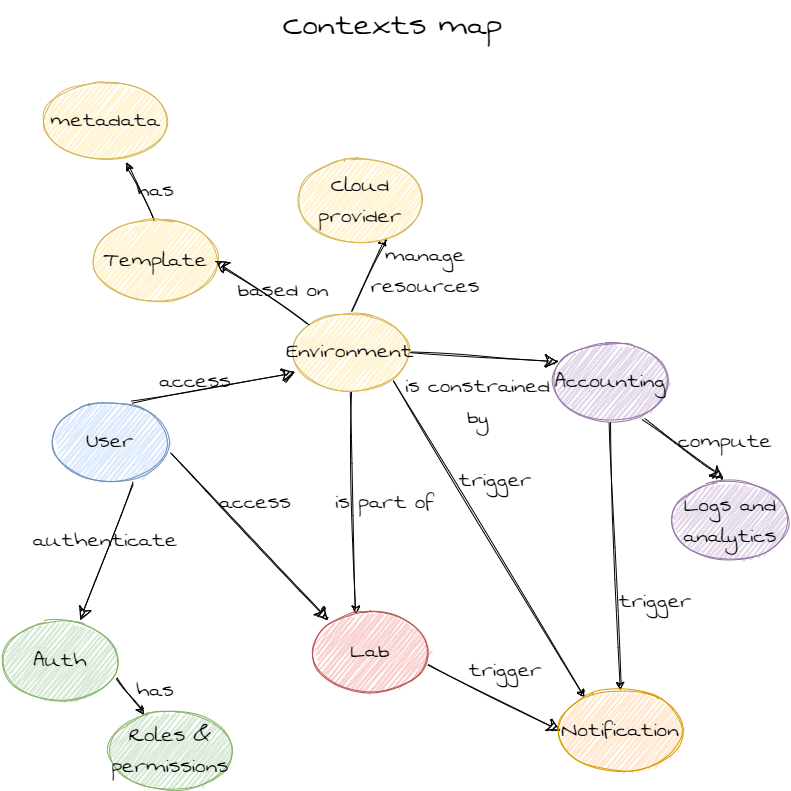 Contexts map
metadata
has
Cloud
provider
Template
manage
resources
based on
Environment
access
is constrained
by
Accounting
User
compute
trigger
access
is part of
Logs and
analytics
authenticate
trigger
Auth
Lab
trigger
has
Notification
Roles &
permissions